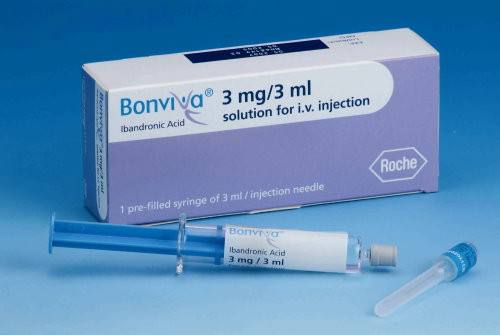 Bonviva® 3 mg/3 ml
Ibandronic Acid solution for i.v. injection
Roche
1 pre-filled syringe of 3 ml / injection needle
Bonviva®
Ibandronic Acid
3 mg / 3 ml